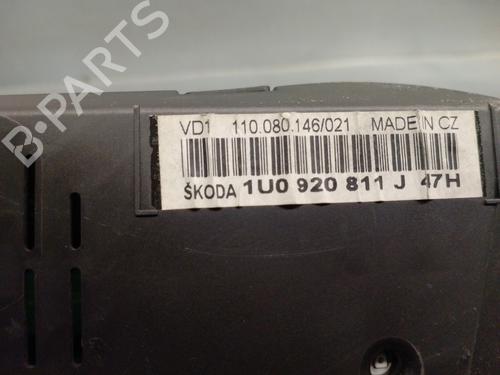 B-Parts
VD1 110.080.146/021 MADE IN CZ
ŠKODA 1U0 920 811 J 47H